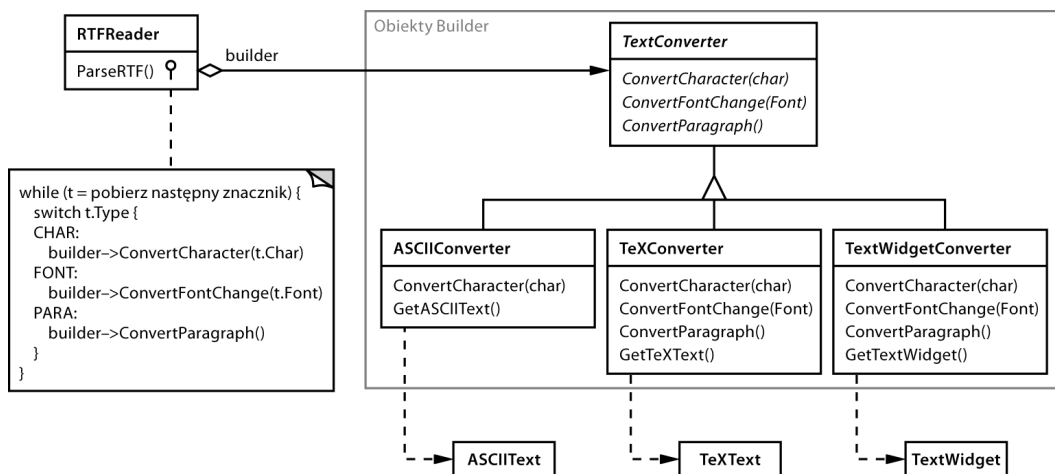 RTFReader
ParseRTF()
builder
while (t = pobierz następny znacznik) {
switch t.Type {
CHAR:
builder–>ConvertCharacter(t.Char)
FONT:
builder–>ConvertFontChange(t.Font)
PARA:
builder–>ConvertParagraph()
}
}
Obiekty Builder
TextConverter
ConvertCharacter(char)
ConvertFontChange(Font)
ConvertParagraph()
ASCIIConverter
ConvertCharacter(char)
GetASCIIText()
TeXConverter
ConvertCharacter(char)
ConvertFontChange(Font)
ConvertParagraph()
GetTeXText()
TextWidgetConverter
ConvertCharacter(char)
ConvertFontChange(Font)
ConvertParagraph()
GetTextWidget()
ASCIIText
TeXText
TextWidget